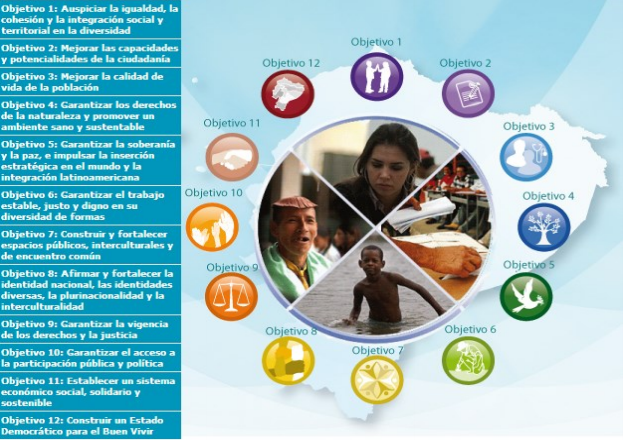 Objetivo 1: Auspiciar la igualdad, la
cohesión y la integración social y
territorial en la diversidad
Objetivo 2: Mejorar las capacidades
y potencialidades de la ciudadanía
Objetivo 3: Mejorar la calidad de
vida de la población
Objetivo 4: Garantizar los derechos
de la naturaleza y promover un
ambiente sano y sustentable
Objetivo 5: Garantizar la soberanía
y la paz, e impulsar la inserción
estratégica en el mundo y la
integración latinoamericana
Objetivo 6: Garantizar el trabajo
estable, justo y digno en su
diversidad de formas
Objetivo 7: Construir y fortalecer
espacios públicos, interculturales y
de encuentro común
Objetivo 8: Afirmar y fortalecer la
identidad nacional, las identidades
diversas, la plurinacionalidad y la
interculturalidad
Objetivo 9: Garantizar la vigencia
de los derechos y la justicia
Objetivo 10: Garantizar el acceso a
la participación pública y política
Objetivo 11: Establecer un sistema
económico social, solidario y
sostenible
Objetivo 12: Construir un Estado
Democrático para el Buen Vivir
Objetivo 1
Objetivo 2
Objetivo 3
Objetivo 4
Objetivo 5
Objetivo 6
Objetivo 7
Objetivo 8
Objetivo 9
Objetivo 10
Objetivo 11
Objetivo 12